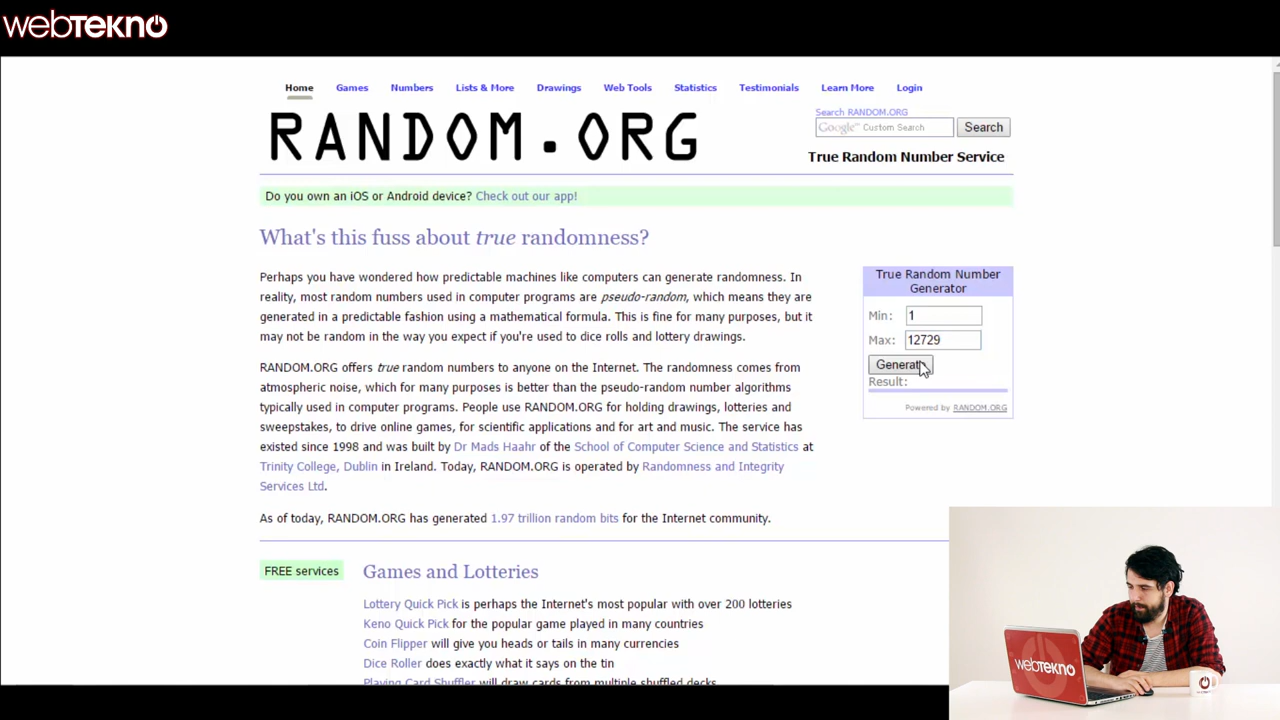 webtekno
Home Games Numbers Lists & More Drawings Web Tools Statistics Testimonials Learn More Login
RANDOM.ORG
Search RANDOM.ORG
Google™ Custom Search Search
True Random Number Service
Do you own an iOS or Android device? Check out our app!
What's this fuss about true randomness?
Perhaps you have wondered how predictable machines like computers can generate randomness. In
reality, most random numbers used in computer programs are pseudo-random, which means they are
generated in a predictable fashion using a mathematical formula. This is fine for many purposes, but it
may not be random in the way you expect if you're used to dice rolls and lottery drawings.
RANDOM.ORG offers true random numbers to anyone on the Internet. The randomness comes from
atmospheric noise, which for many purposes is better than the pseudo-random number algorithms
typically used in computer programs. People use RANDOM.ORG for holding drawings, lotteries and
sweepstakes, to drive online games, for scientific applications and for art and music. The service has
existed since 1998 and was built by Dr Mads Haahr of the School of Computer Science and Statistics at
Trinity College, Dublin in Ireland. Today, RANDOM.ORG is operated by Randomness and Integrity
Services Ltd.
As of today, RANDOM.ORG has generated 1.97 trillion random bits for the Internet community.
True Random Number
Generator
Min: 1
Max: 12729
Generate
Result:
Powered by RANDOM.ORG
FREE services
Games and Lotteries
Lottery Quick Pick is perhaps the Internet's most popular with over 200 lotteries
Keno Quick Pick for the popular game played in many countries
Coin Flipper will give you heads or tails in many currencies
Dice Roller does exactly what it says on the tin
Playing Card Shuffler will draw cards from multiple shuffled decks
webtekno